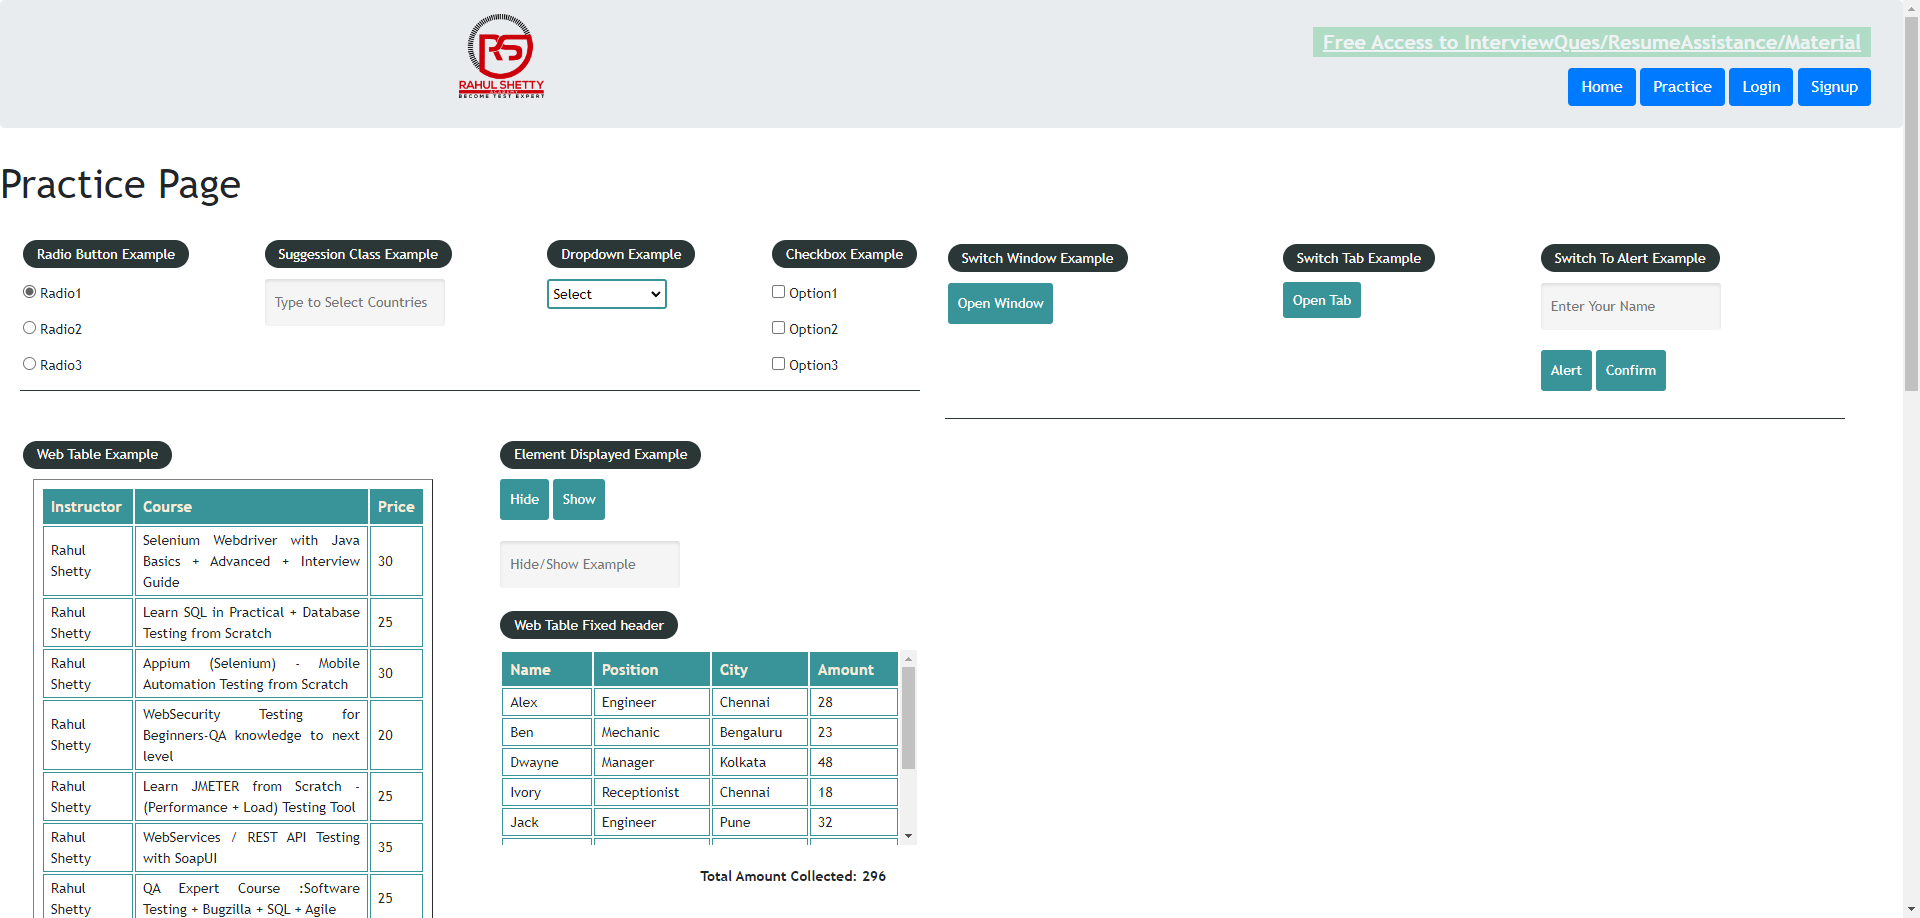 RAHUL SHETTY
ACADEMY
BECOME TEST EXPERT
Free Access to InterviewQues/ResumeAssistance/Material
Home Practice Login Signup
Practice Page
Radio Button Example
Radio1
Radio2
Radio3
Suggession Class Example
Type to Select Countries
Dropdown Example
Select
Checkbox Example
Option1
Option2
Option3
Switch Window Example
Open Window
Switch Tab Example
Open Tab
Switch To Alert Example
Enter Your Name
Alert Confirm
Web Table Example
Instructor Course Price
Rahul Shetty
Selenium Webdriver with Java
Basics + Advanced + Interview
Guide
30
Rahul Shetty
Learn SQL in Practical + Database
Testing from Scratch
25
Rahul Shetty
Appium (Selenium) - Mobile
Automation Testing from Scratch
30
Rahul Shetty
WebSecurity Testing for
Beginners-QA knowledge to next
level
20
Rahul Shetty
Learn JMETER from Scratch -
(Performance + Load) Testing Tool
25
Rahul Shetty
WebServices / REST API Testing
with SoapUI
35
Rahul Shetty
QA Expert Course :Software
Testing + Bugzilla + SQL + Agile
25
Element Displayed Example
Hide Show
Hide/Show Example
Web Table Fixed header
Name Position City Amount
Alex Engineer Chennai 28
Ben Mechanic Bengaluru 23
Dwayne Manager Kolkata 48
Ivory Receptionist Chennai 18
Jack Engineer Pune 32
Total Amount Collected: 296